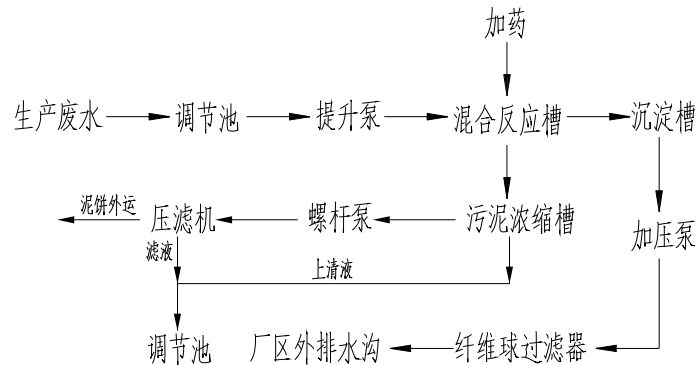 加药
生产废水 调节池 提升泵 混合反应槽 沉淀槽
泥饼外运 压滤机 螺杆泵 污泥浓缩槽 加压泵
滤液 上清液
调节池 厂区外排水沟 纤维球过滤器